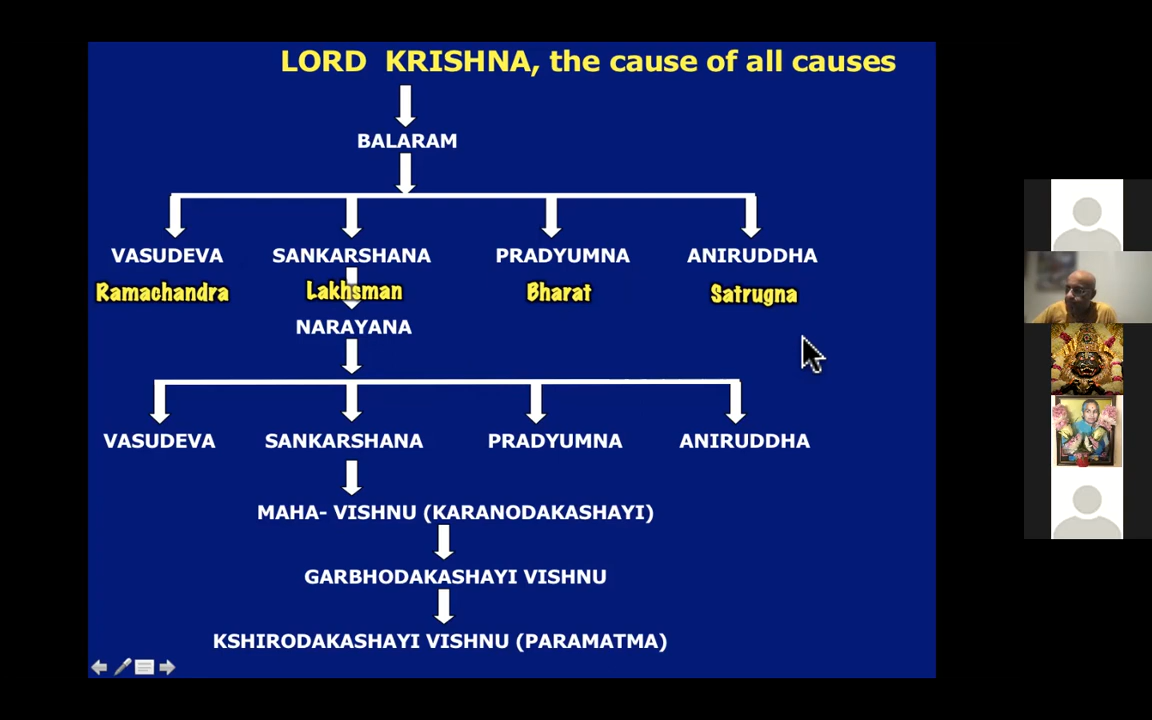 LORD KRISHNA, the cause of all causes
BALARAM
VASUDEVA SANKARSHANA PRADYUMNA ANIRUDDHA
Ramachandra Lakhsman Bharat Satrugna
NARAYANA
VASUDEVA SANKARSHANA PRADYUMNA ANIRUDDHA
MAHA- VISHNU (KARANODAKASHAYI)
GARBHODAKASHAYI VISHNU
KSHIRODAKASHAYI VISHNU (PARAMATMA)